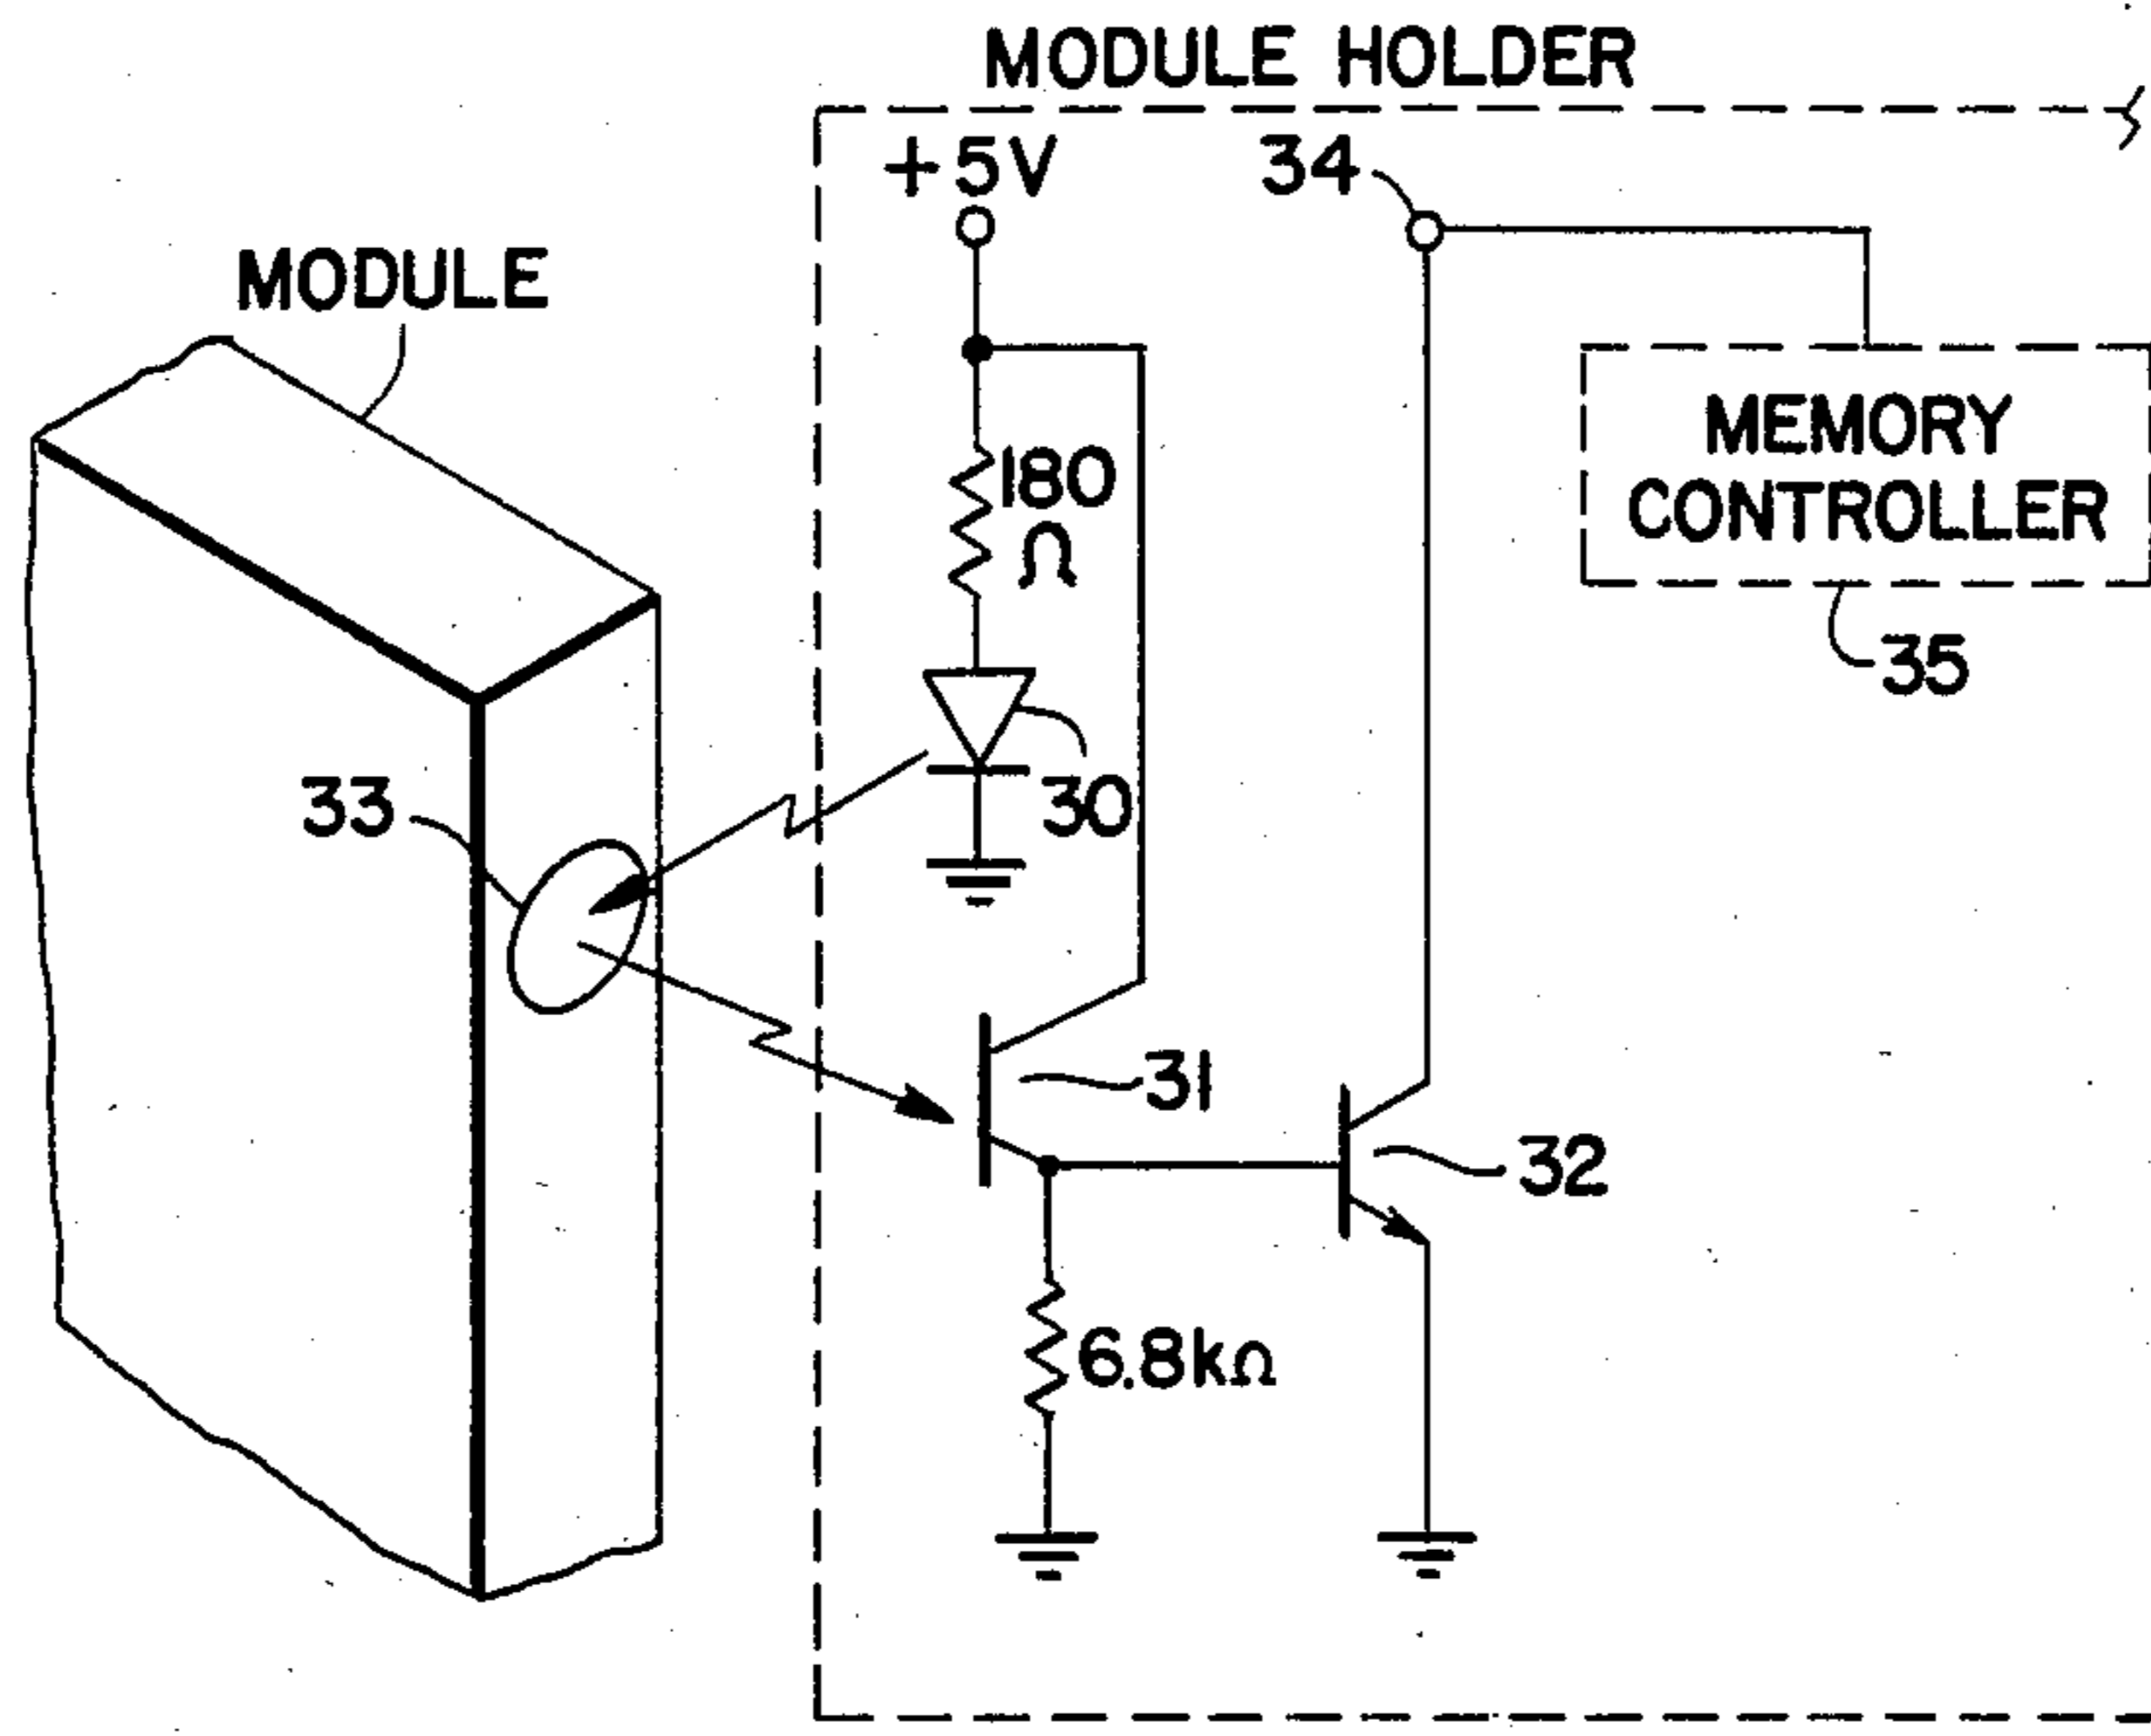 MODULE HOLDER
+5V
34
MODULE
180
Ω
MEMORY
CONTROLLER
35
30
33
31
32
6.8kΩ